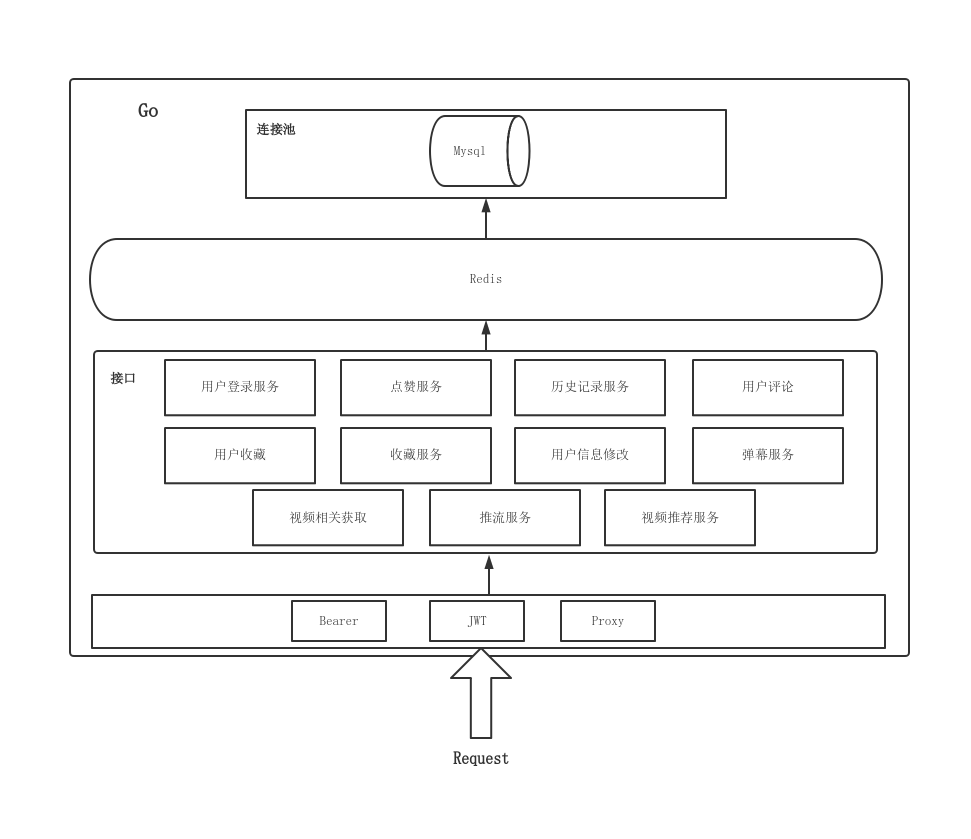 Go
连接池
Mysql
Redis
接口
用户登录服务
点赞服务
历史记录服务
用户评论
用户收藏
收藏服务
用户信息修改
弹幕服务
视频相关获取
推流服务
视频推荐服务
Bearer
JWT
Proxy
Request